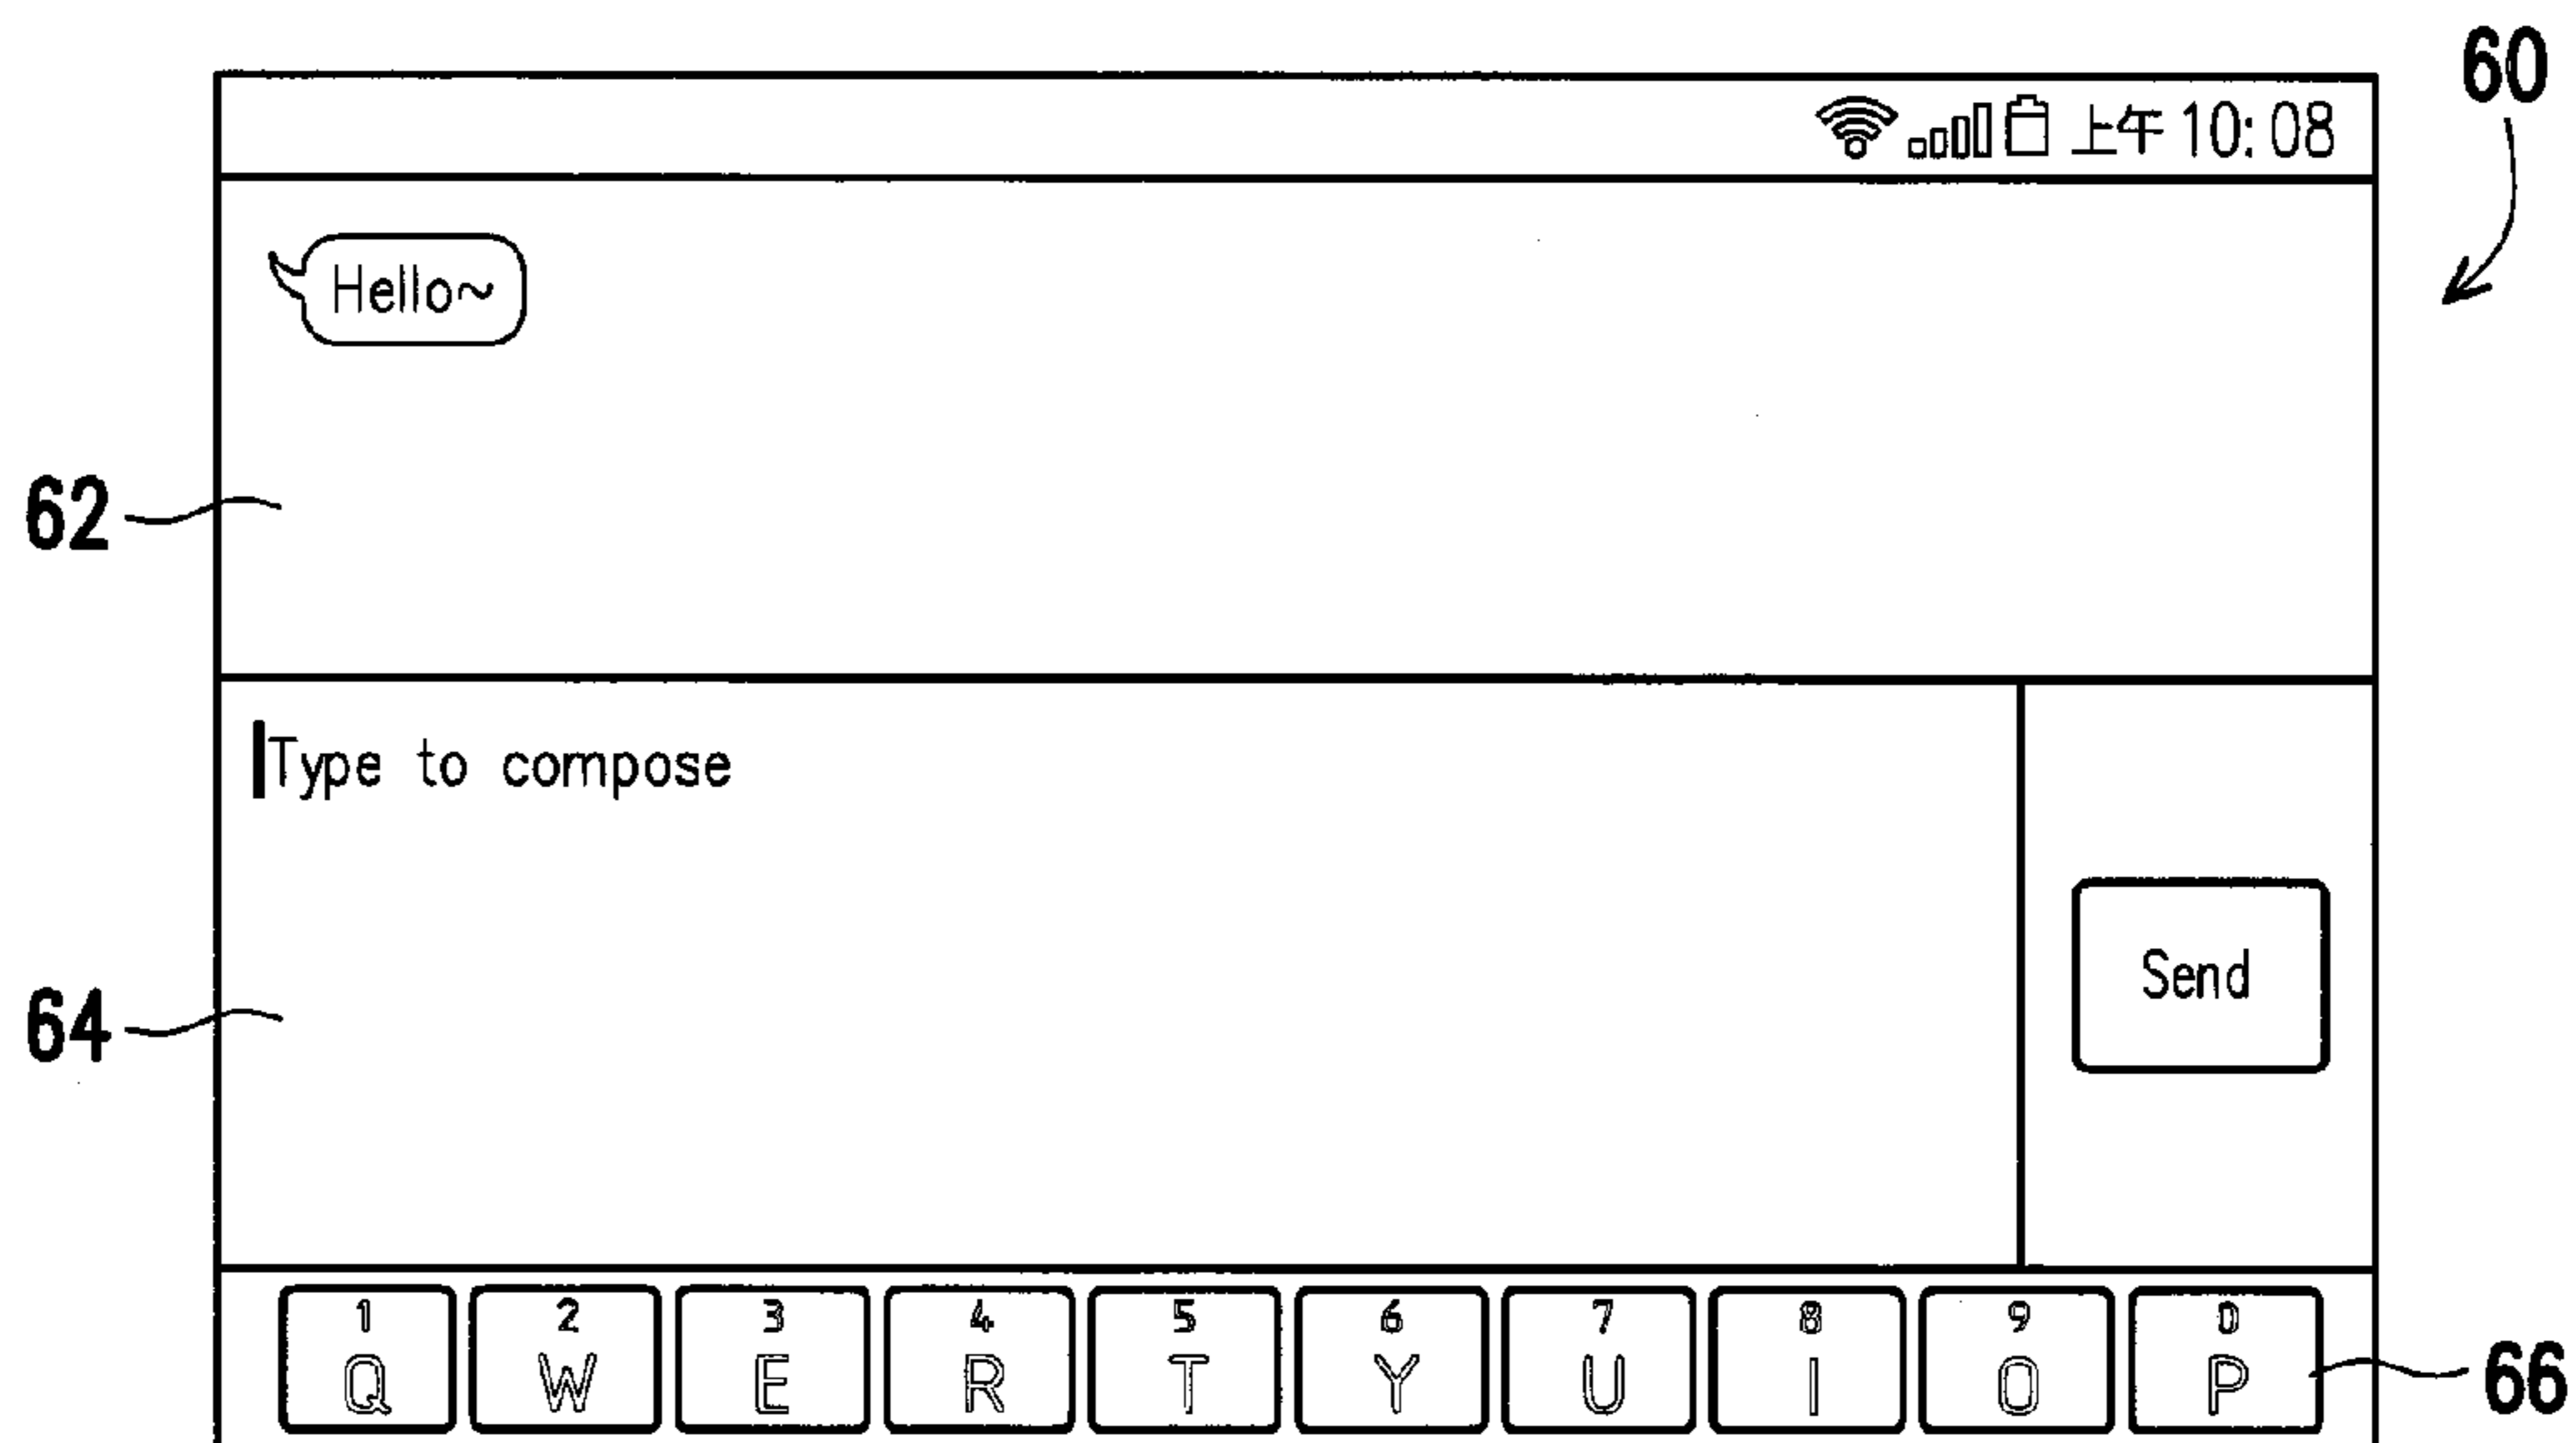 60
上午 10:08
Hello~
62
Type to compose
Send
64
1 2 3 4 5 6 7 8 9 0
Q W E R T Y U I O P
66